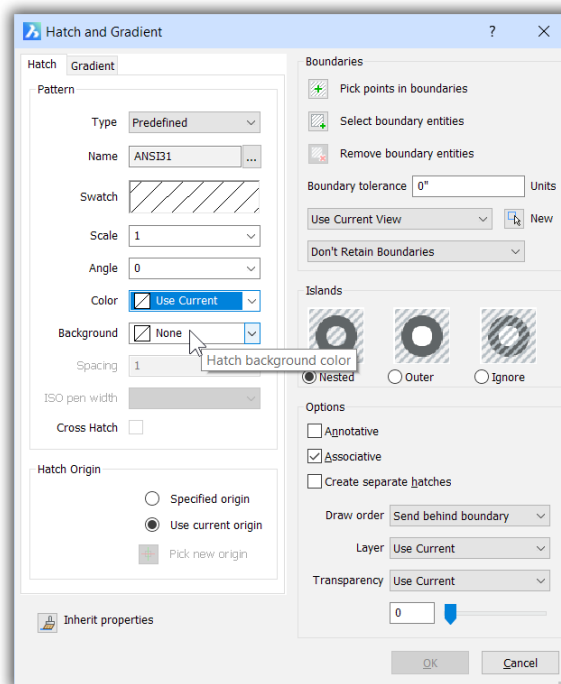 Hatch and Gradient
?
Hatch
Gradient
Pattern
Type Predefined
Name ANSI31 ...
Swatch
Scale 1
Angle 0
Color Use Current
Background None
Hatch background color
Spacing 1
ISO pen width
Cross Hatch
Hatch Origin
Specified origin
Use current origin
Pick new origin
Inherit properties
Boundaries
Pick points in boundaries
Select boundary entities
Remove boundary entities
Boundary tolerance 0" Units
Use Current View New
Don't Retain Boundaries
Islands
Nested Outer Ignore
Options
Annotative
Associative
Create separate hatches
Draw order Send behind boundary
Layer Use Current
Transparency Use Current
0
OK Cancel